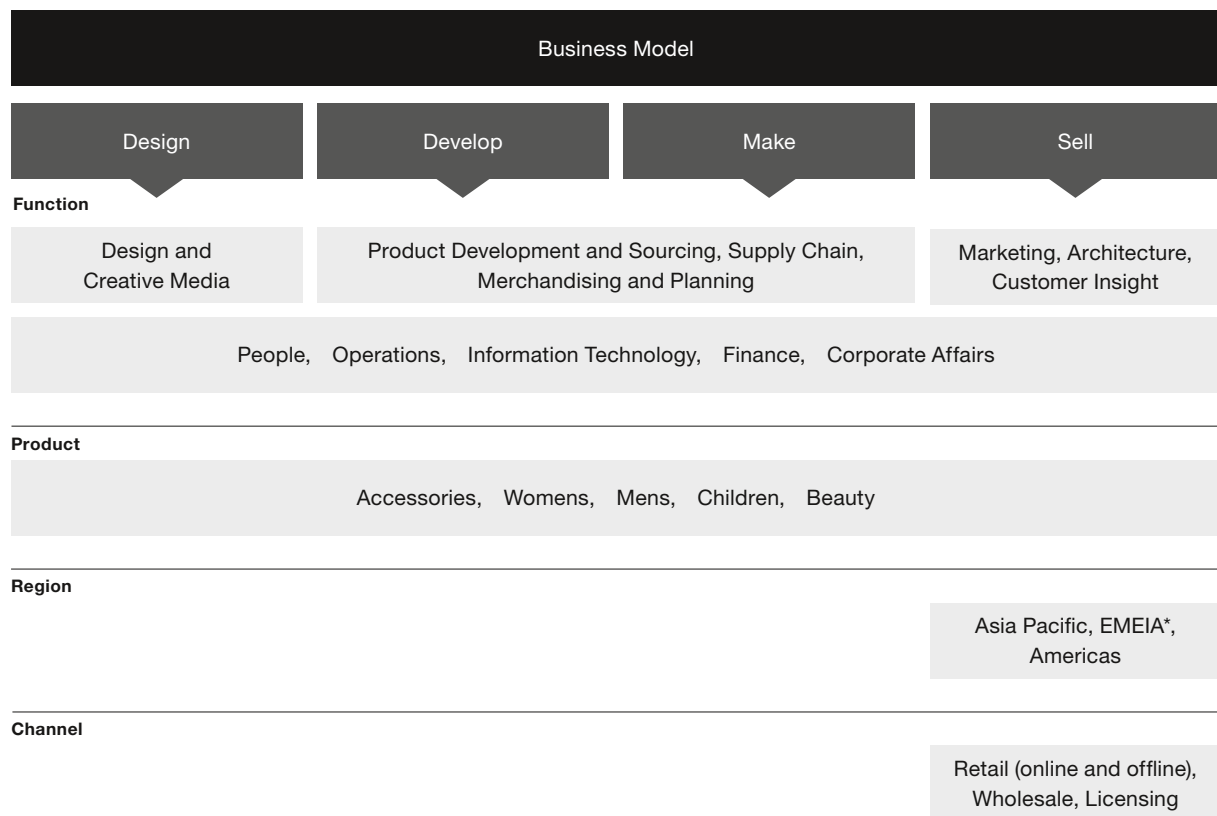 Business Model
Design
Develop
Make
Sell
Function
Design and
Creative Media
Product Development and Sourcing, Supply Chain,
Merchandising and Planning
Marketing, Architecture,
Customer Insight
People, Operations, Information Technology, Finance, Corporate Affairs
Product
Accessories, Womens, Mens, Children, Beauty
Region
Asia Pacific, EMEIA*,
Americas
Channel
Retail (online and offline),
Wholesale, Licensing